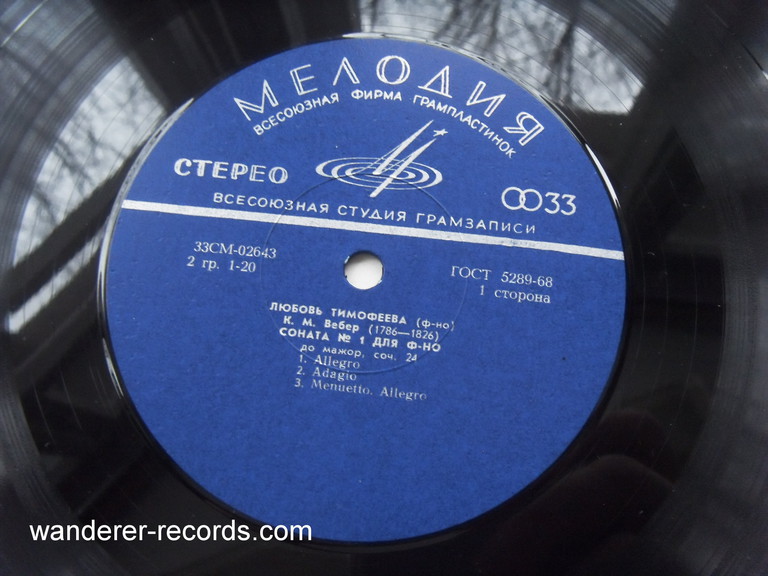 МЕЛОДИЯ
ВСЕСОЮЗНАЯ ФИРМА ГРАМПЛАСТИНОК
СТЕРЕО
33
ВСЕСОЮЗНАЯ СТУДИЯ ГРАМЗАПИСИ
33СМ-02643
2 гр. 1-20
ГОСТ 5289-68
1 сторона
ЛЮБОВЬ ТИМОФЕЕВА (ф-но)
К. М. Вебер (1786—1826)
СОНАТА № 1 ДЛЯ Ф-НО
до мажор, соч. 24
1. Allegro
2. Adagio
3. Menuetto. Allegro
wanderer-records.com